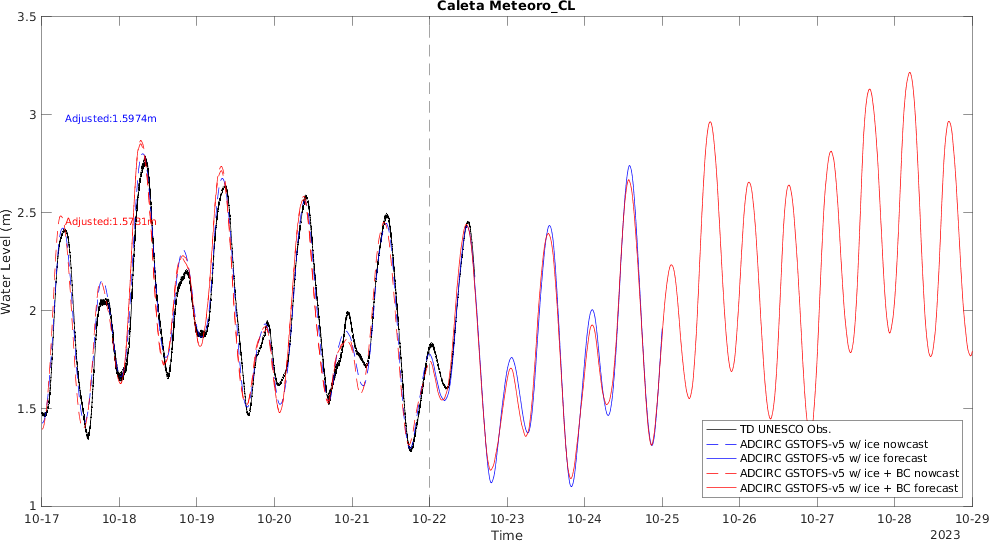 Caleta Meteoro_CL
3.5
3
2.5
2
1.5
1
Water Level (m)
Adjusted:1.5974m
Adjusted:1.5731m
TD UNESCO Obs.
ADCIRC GSTOFS-v5 w/ ice nowcast
ADCIRC GSTOFS-v5 w/ ice forecast
ADCIRC GSTOFS-v5 w/ ice + BC nowcast
ADCIRC GSTOFS-v5 w/ ice + BC forecast
10-17 10-18 10-19 10-20 10-21 10-22 10-23 10-24 10-25 10-26 10-27 10-28 10-29
Time
2023